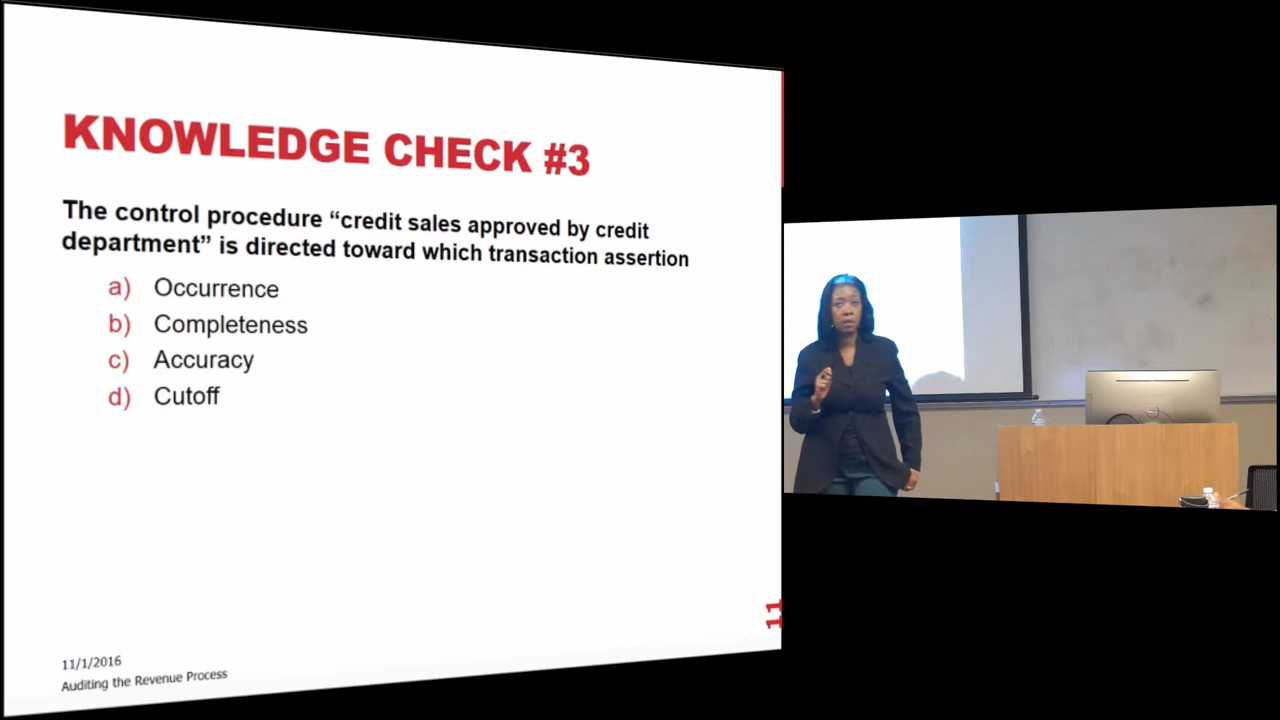 KNOWLEDGE CHECK #3
The control procedure “credit sales approved by credit
department” is directed toward which transaction assertion
a) Occurrence
b) Completeness
c) Accuracy
d) Cutoff
11
11/1/2016
Auditing the Revenue Process